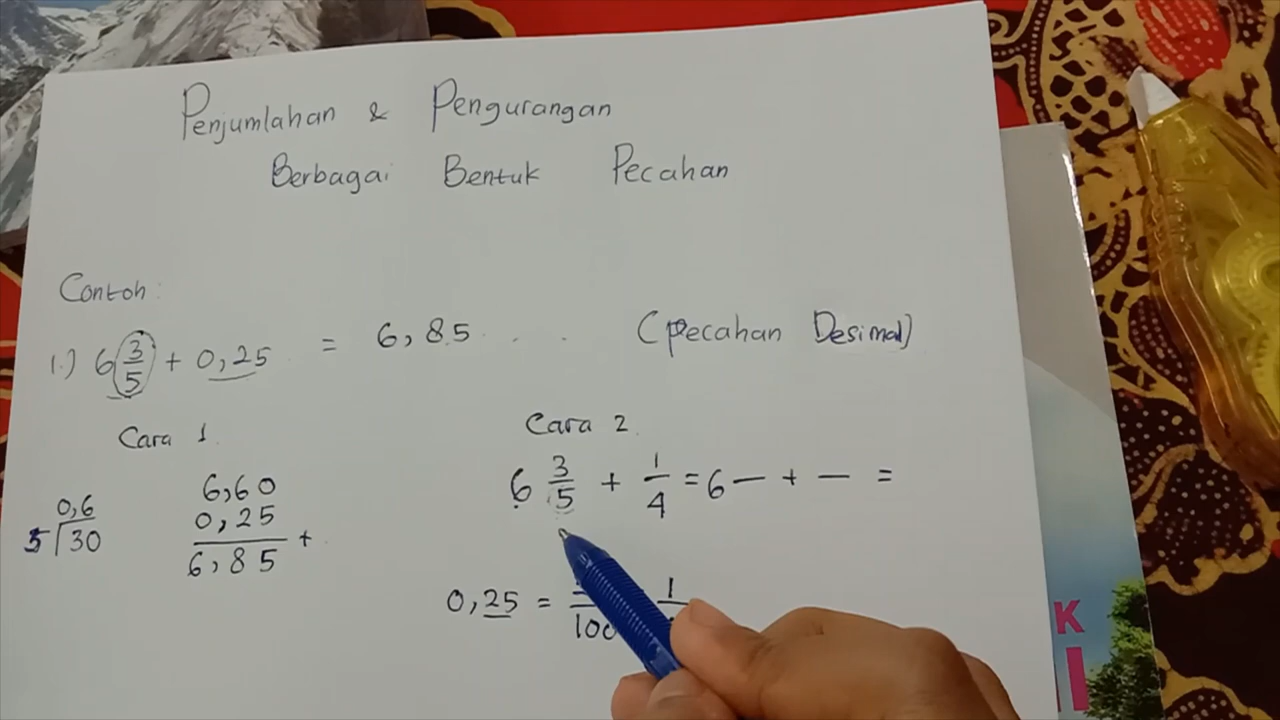 Penjumlahan & Pengurangan
Berbagai Bentuk Pecahan
Contoh:
1.) 6 3/5 + 0,25 = 6,85 . . (pecahan Desimal)
Cara 1
Cara 2
6 3/5 + 1/4 = 6 — + — =
6,60
0,25 +
6,85
0,6
5 30
0,25 = /100 1/
K